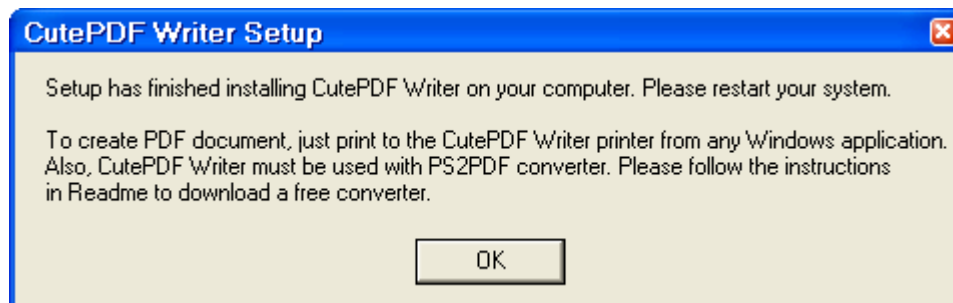 CutePDF Writer Setup
Setup has finished installing CutePDF Writer on your computer. Please restart your system.
To create PDF document, just print to the CutePDF Writer printer from any Windows application.
Also, CutePDF Writer must be used with PS2PDF converter. Please follow the instructions
in Readme to download a free converter.
OK